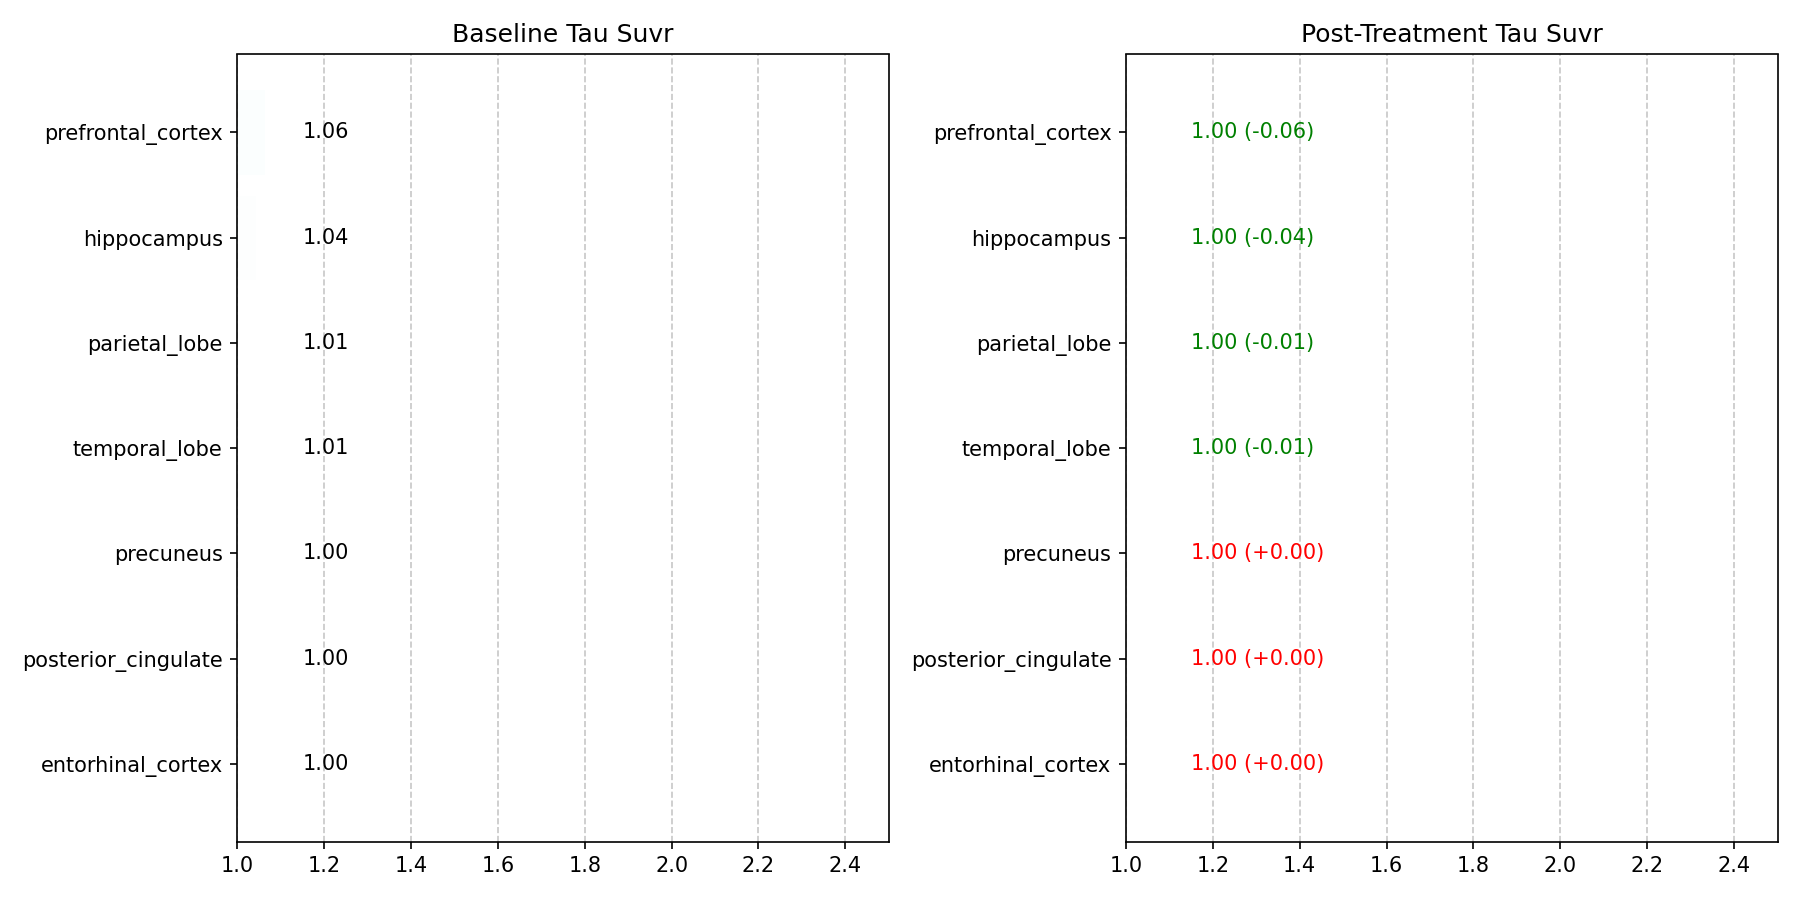 Baseline Tau Suvr
prefrontal_cortex 1.06
hippocampus 1.04
parietal_lobe 1.01
temporal_lobe 1.01
precuneus 1.00
posterior_cingulate 1.00
entorhinal_cortex 1.00
1.0 1.2 1.4 1.6 1.8 2.0 2.2 2.4
Post-Treatment Tau Suvr
prefrontal_cortex 1.00 (-0.06)
hippocampus 1.00 (-0.04)
parietal_lobe 1.00 (-0.01)
temporal_lobe 1.00 (-0.01)
precuneus 1.00 (+0.00)
posterior_cingulate 1.00 (+0.00)
entorhinal_cortex 1.00 (+0.00)
1.0 1.2 1.4 1.6 1.8 2.0 2.2 2.4